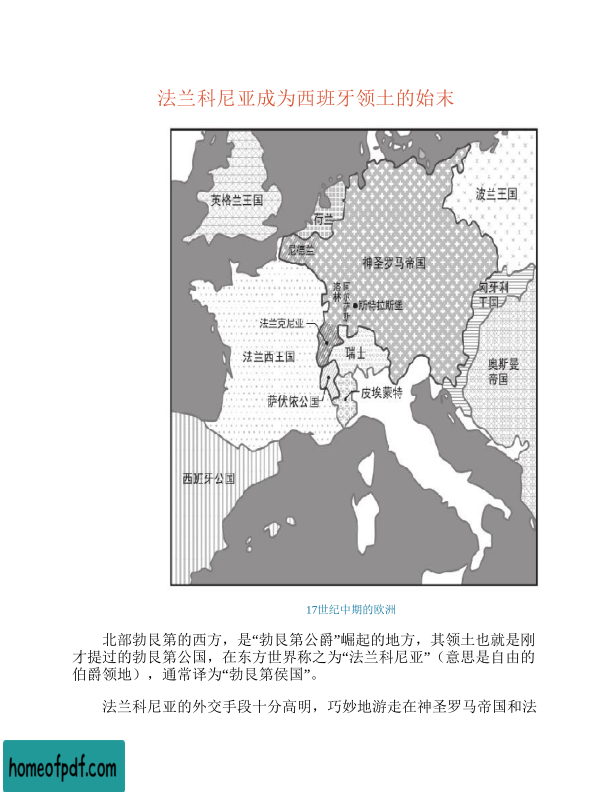 法兰科尼亚成为西班牙领土的始末
英格兰王国
波兰王国
荷兰
尼德兰
神圣罗马帝国
洛林
阿尔萨斯
斯特拉斯堡
匈牙利
王国
法兰克尼亚
法兰西王国
瑞士
奥斯曼
帝国
萨伏侬公国
皮埃蒙特
西班牙公国
17世纪中期的欧洲
北部勃艮第的西方，是“勃艮第公爵”崛起的地方，其领土也就是刚
才提过的勃艮第公国，在东方世界称之为“法兰科尼亚”（意思是自由的
伯爵领地），通常译为“勃艮第侯国”。
法兰科尼亚的外交手段十分高明，巧妙地游走在神圣罗马帝国和法
homeofpdf.com